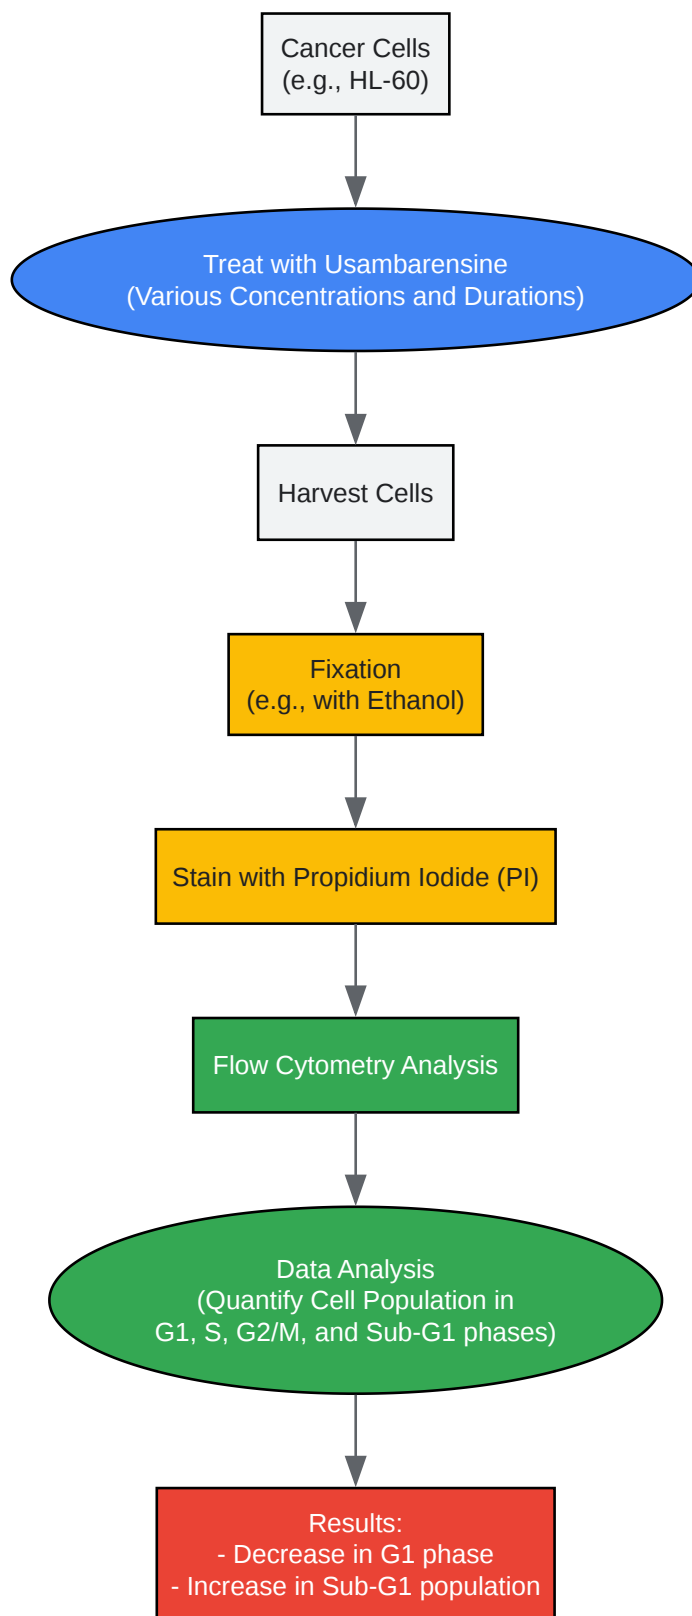 Cancer Cells
(e.g., HL-60)
Treat with Usambarensine
(Various Concentrations and Durations)
Harvest Cells
Fixation
(e.g., with Ethanol)
Stain with Propidium Iodide (PI)
Flow Cytometry Analysis
Data Analysis
(Quantify Cell Population in
G1, S, G2/M, and Sub-G1 phases)
Results:
- Decrease in G1 phase
- Increase in Sub-G1 population